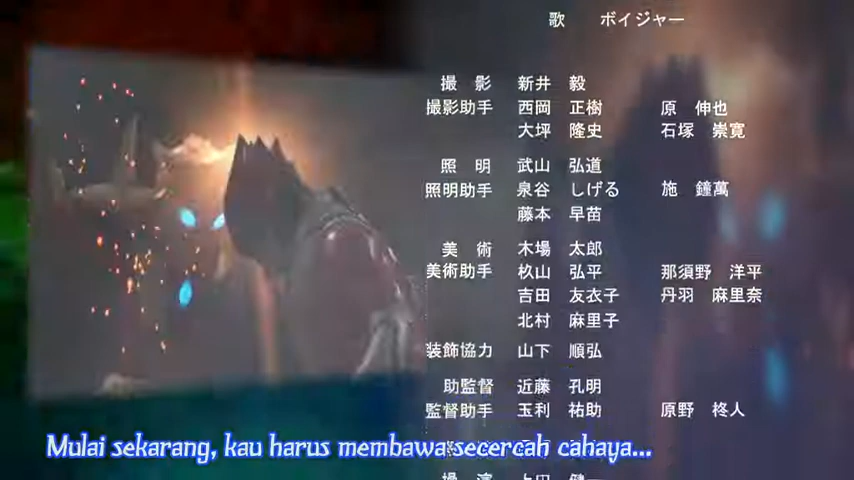 歌 ボイジャー
撮 影 新井 毅
撮影助手 西岡 正樹 原 伸也
大坪 隆史 石塚 崇寛
照 明 武山 弘道
照明助手 泉谷 しげる 施 鐘萬
藤本 早苗
美 術 木場 太郎
美術助手 杁山 弘平 那須野 洋平
吉田 友衣子 丹羽 麻里奈
北村 麻里子
装飾協力 山下 順弘
助監督 近藤 孔明
監督助手 玉利 祐助 原野 柊人
Mulai sekarang, kau harus membawa secercah cahaya...